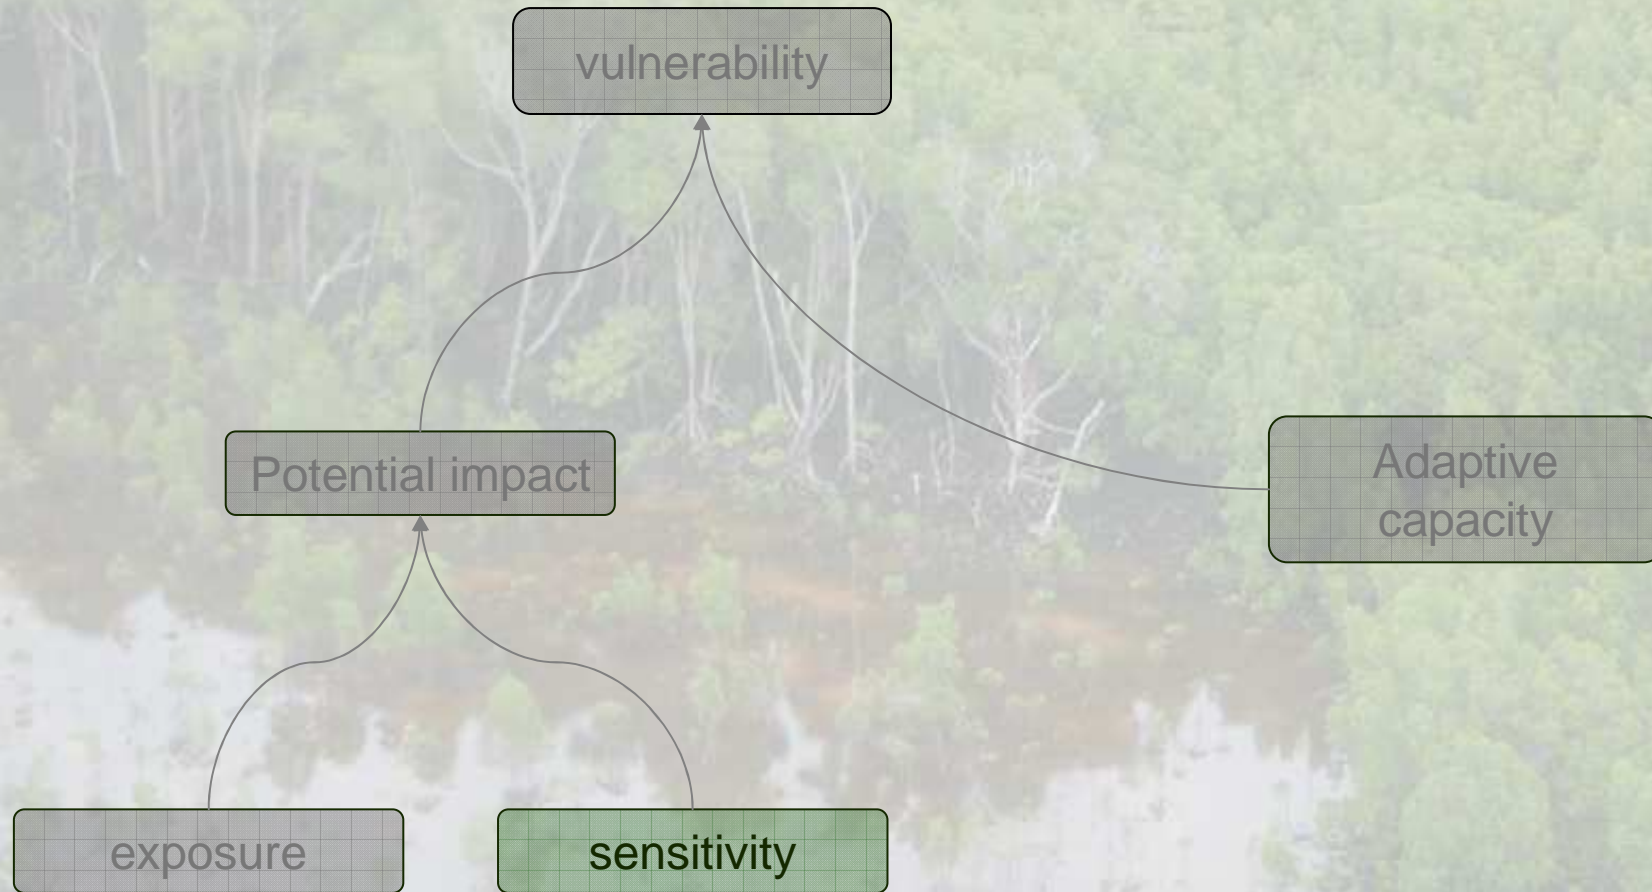 vulnerability
Potential impact
Adaptive
capacity
exposure
sensitivity